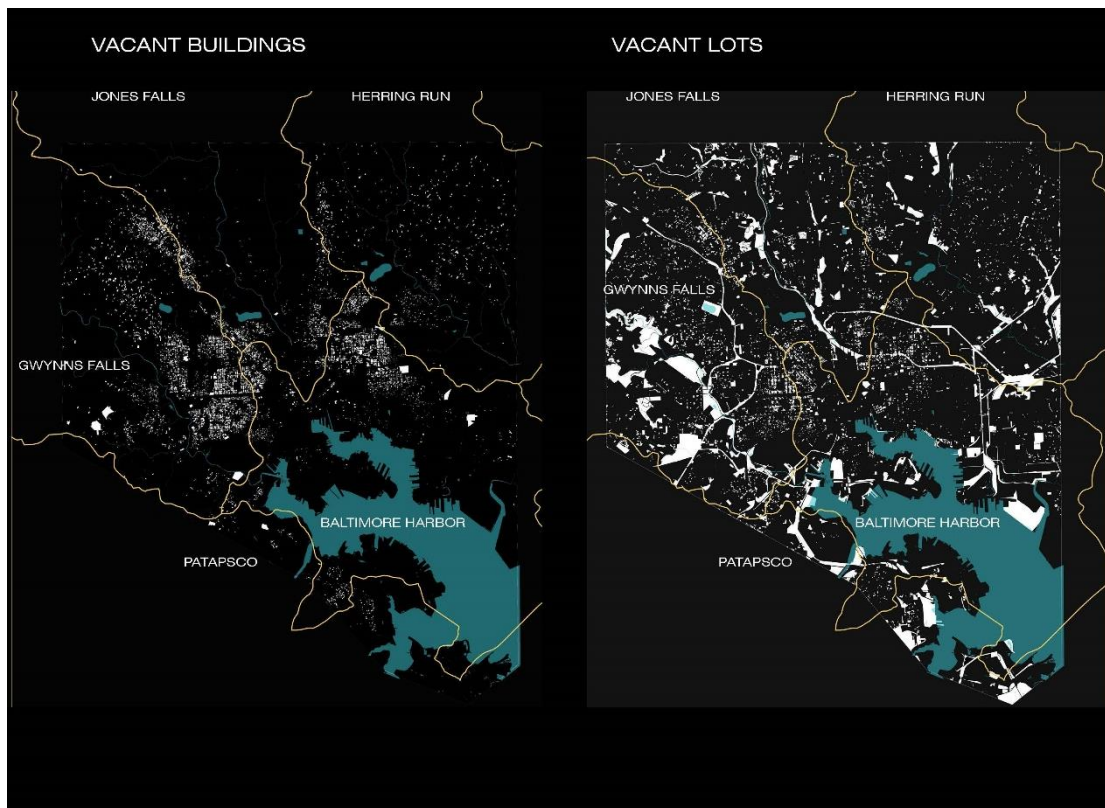 VACANT BUILDINGS
JONES FALLS
HERRING RUN
GWYNNS FALLS
BALTIMORE HARBOR
PATAPSCO
VACANT LOTS
JONES FALLS
HERRING RUN
GWYNNS FALLS
BALTIMORE HARBOR
PATAPSCO